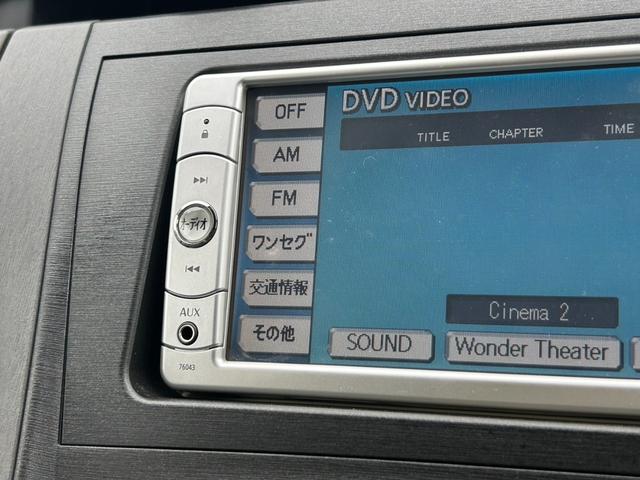 OFF
AM
FM
ワンセグ
交通情報
その他
DVD VIDEO
TITLE CHAPTER TIME
Cinema 2
SOUND
Wonder Theater
オーディオ
AUX
76043